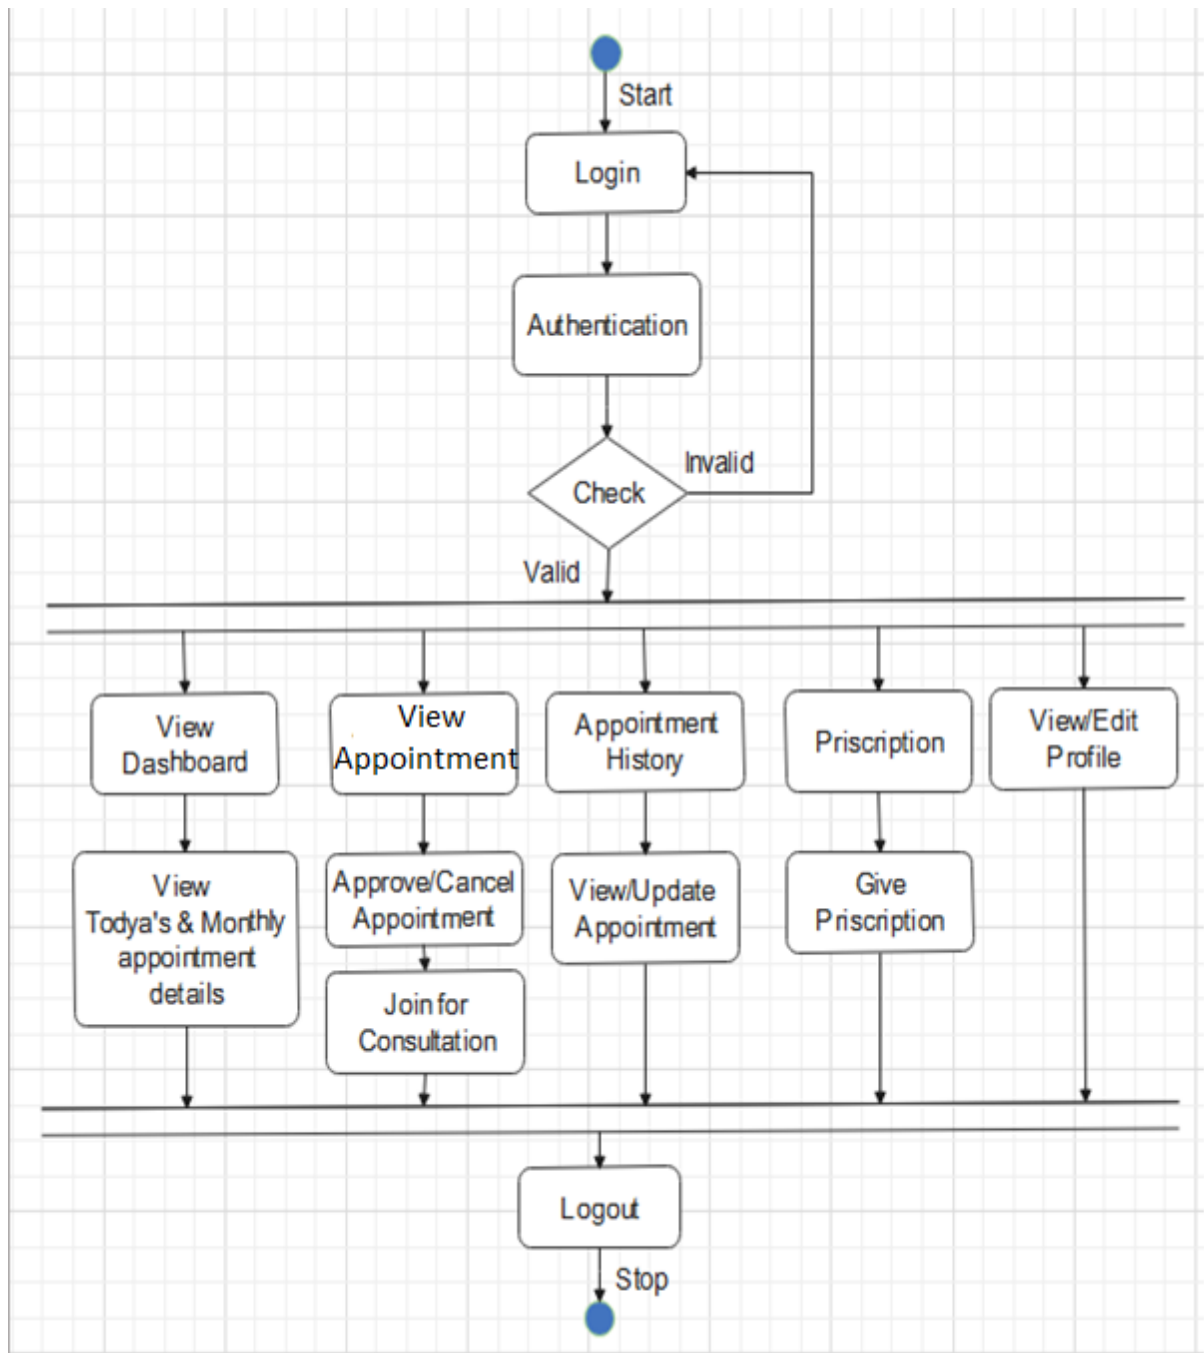 Start
Login
Authentication
Invalid
Check
Valid
View
Dashboard
View
Appointment
Appointment
History
Priscription
View/Edit
Profile
View
Todya's & Monthly
appointment
details
Approve/Cancel
Appointment
View/Update
Appointment
Give
Priscription
Join for
Consultation
Logout
Stop